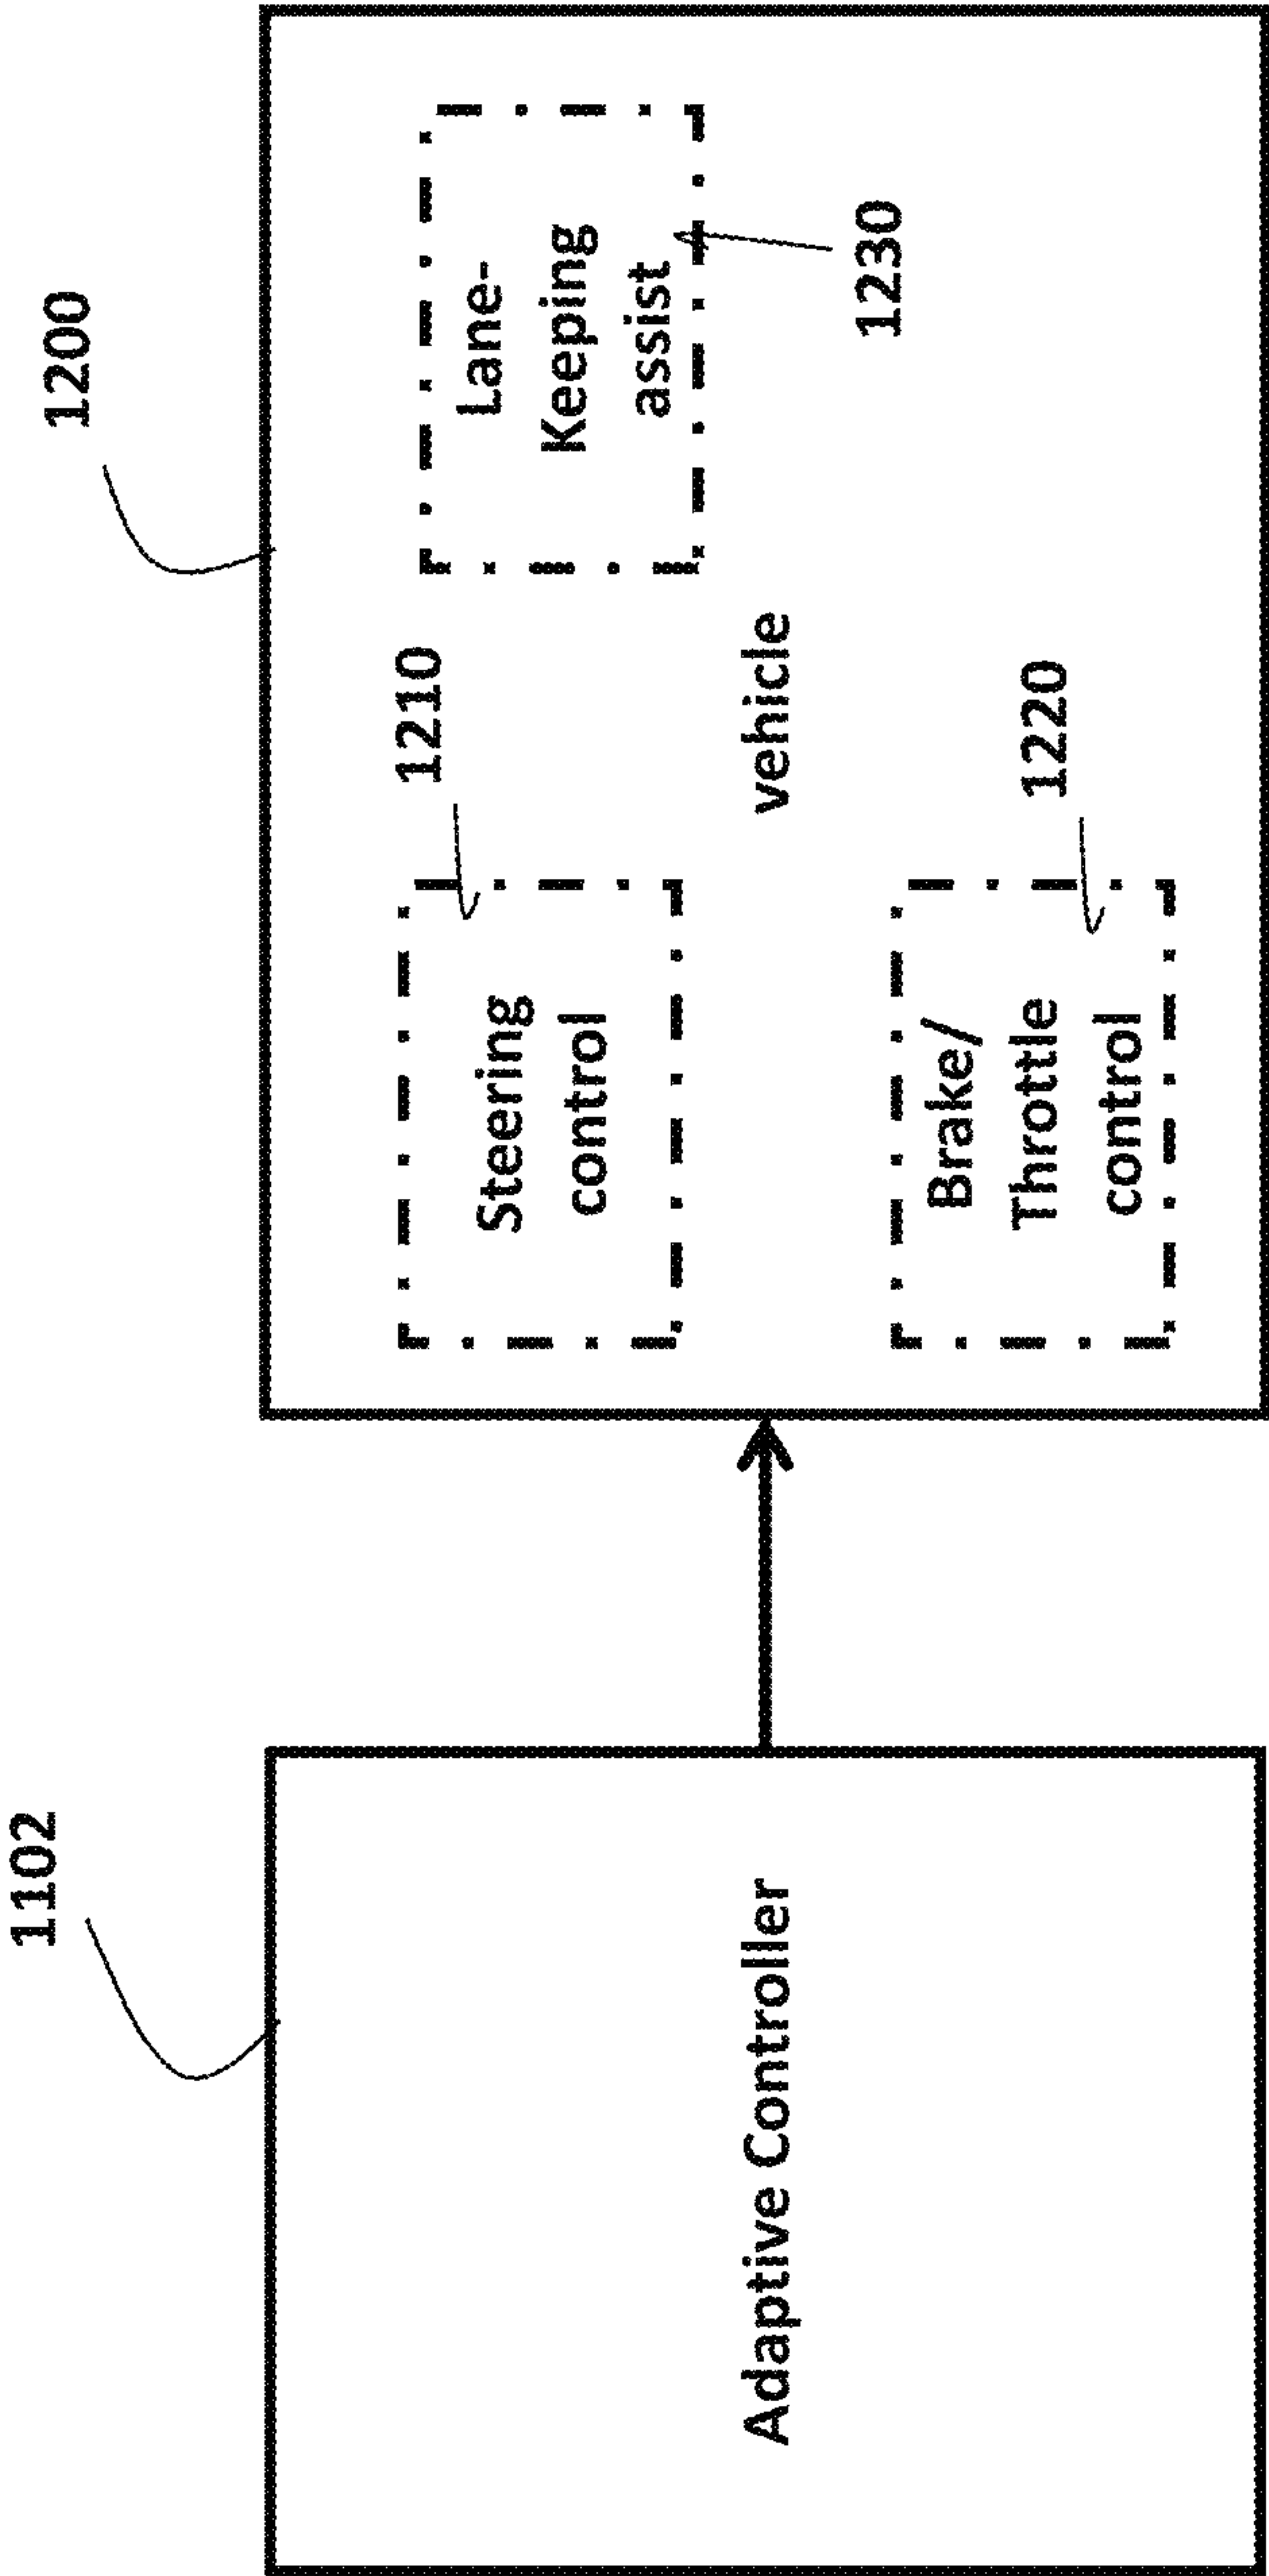 1102
1200
Adaptive Controller
Steering
control
1210
Lane-
Keeping
assist
1230
vehicle
Brake/
Throttle
control
1220